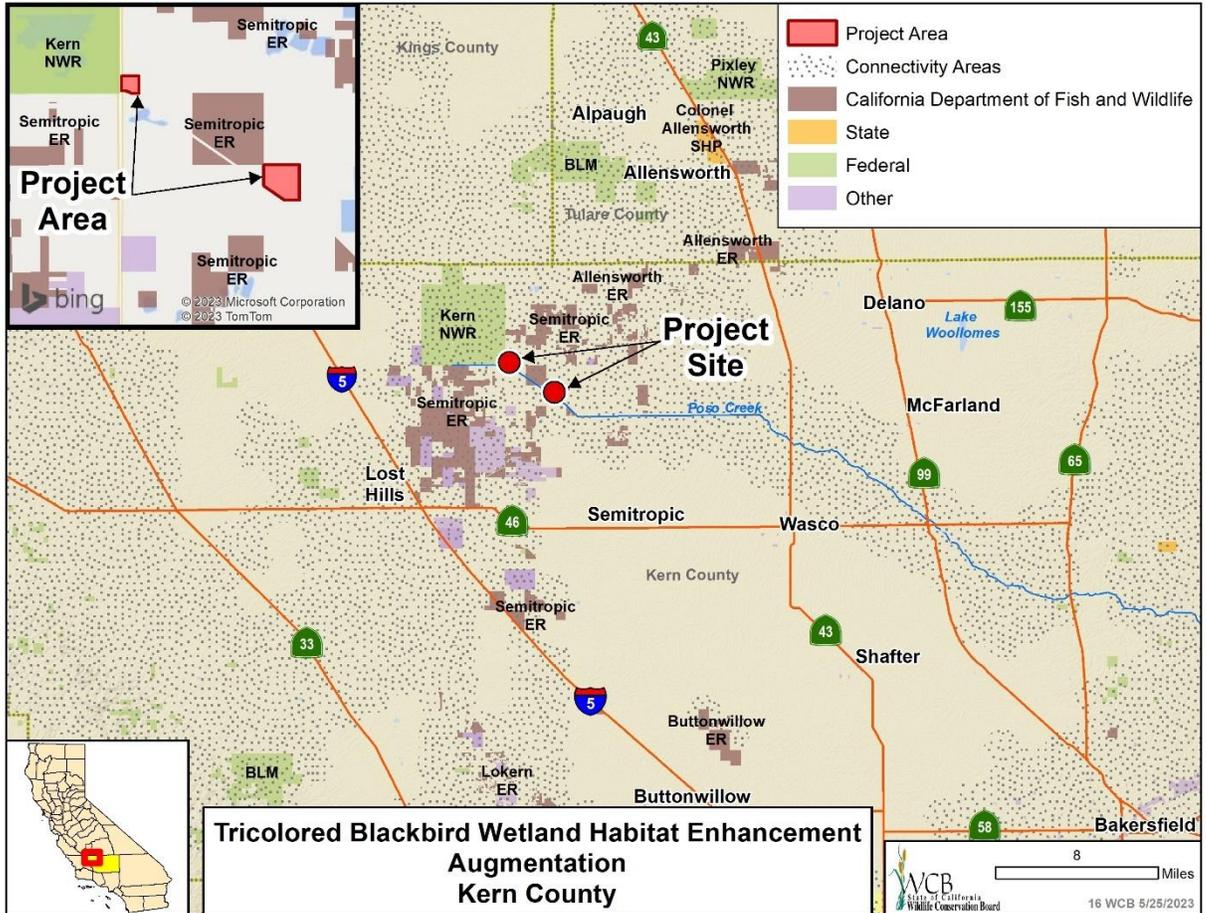 Kern
NWR
Semitropic
ER
Semitropic
ER
Semitropic
ER
Project
Area
Semitropic
ER
bing
© 2023 Microsoft Corporation
© 2023 TomTom
Project Area
Connectivity Areas
California Department of Fish and Wildlife
State
Federal
Other
Kings County
43
Pixley
NWR
Alpaugh
Colonel
Allensworth
SHP
BLM
Allensworth
Tulare County
Allensworth
ER
Allensworth
ER
Delano
155
Lake
Woollomes
Kern
NWR
Semitropic
ER
Project
Site
5
Semitropic
ER
Poso Creek
McFarland
Lost
Hills
99
65
46
Semitropic
Wasco
Kern County
Semitropic
ER
33
43
Shafter
5
Buttonwillow
ER
BLM
Lokern
ER
Buttonwillow
58
Bakersfield
Tricolored Blackbird Wetland Habitat Enhancement
Augmentation
Kern County
WCB
State of California
Wildlife Conservation Board
8
Miles
16 WCB 5/25/2023